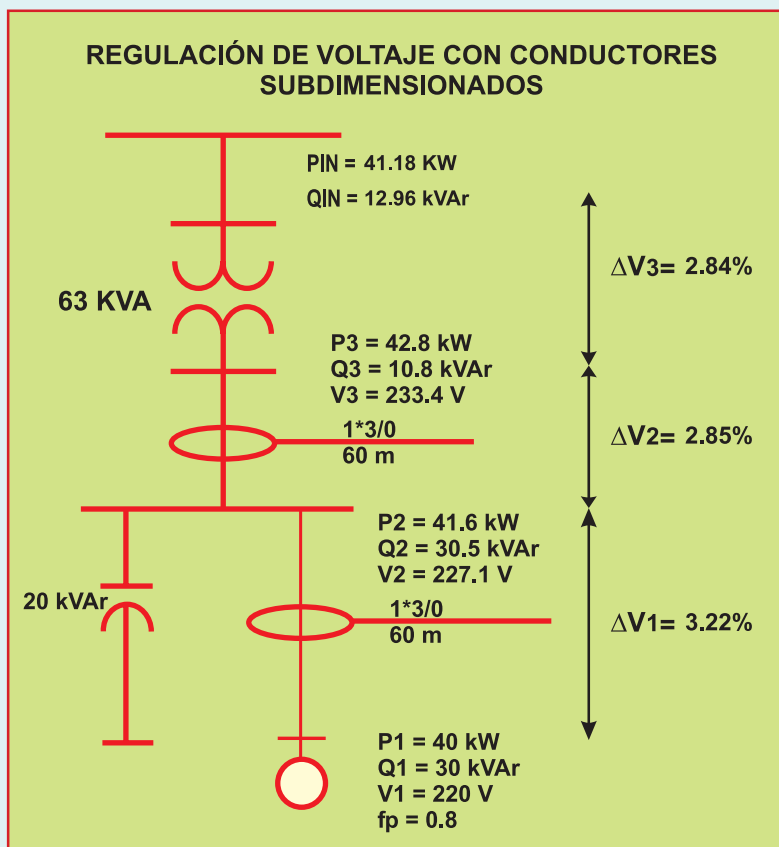 REGULACIÓN DE VOLTAJE CON CONDUCTORES
SUBDIMENSIONADOS
PIN = 41.18 KW
QIN = 12.96 kVAr
ΔV3= 2.84%
63 KVA
P3 = 42.8 kW
Q3 = 10.8 kVAr
V3 = 233.4 V
1*3/0
60 m
ΔV2= 2.85%
P2 = 41.6 kW
Q2 = 30.5 kVAr
V2 = 227.1 V
20 kVAr
1*3/0
60 m
ΔV1= 3.22%
P1 = 40 kW
Q1 = 30 kVAr
V1 = 220 V
fp = 0.8